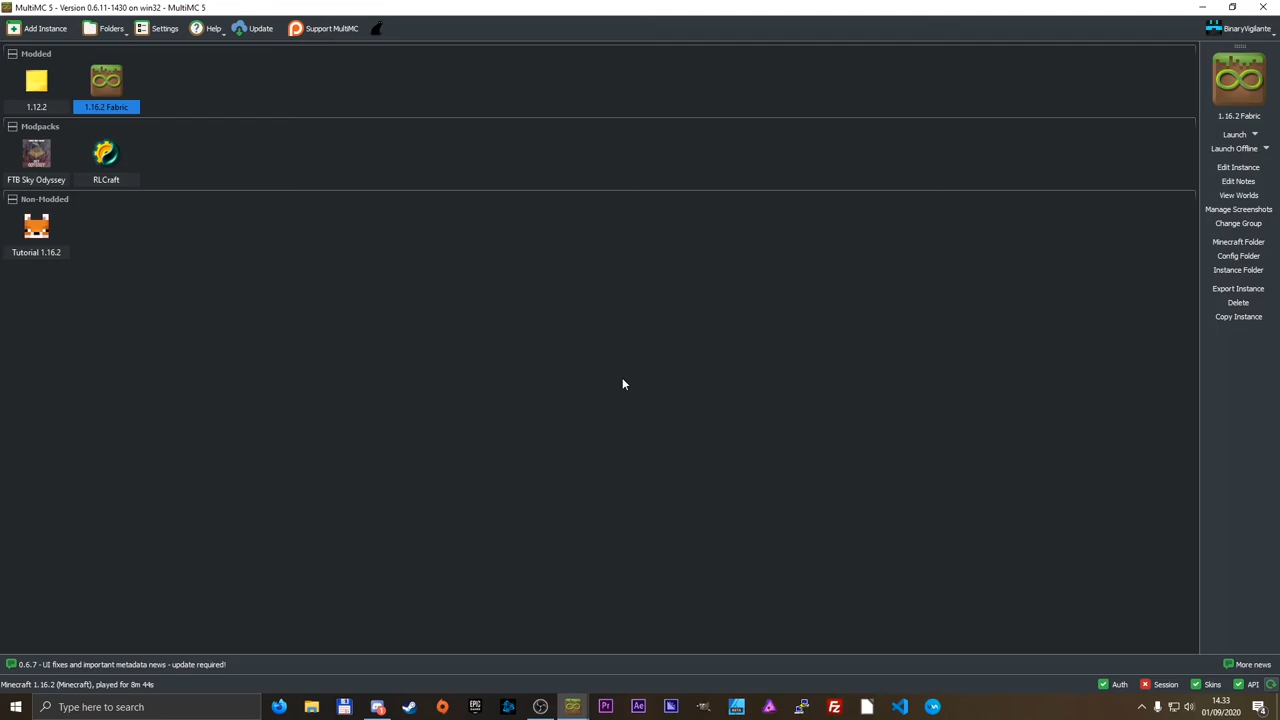 MultiMC 5 - Version 0.6.11-1430 on win32 - MultiMC 5
Add Instance Folders Settings Help Update Support MultiMC BinaryVigilante
Modded
1.12.2 1.16.2 Fabric
Modpacks
FTB Sky Odyssey RLCraft
Non-Modded
Tutorial 1.16.2
1.16.2 Fabric
Launch
Launch Offline
Edit Instance
Edit Notes
View Worlds
Manage Screenshots
Change Group
Minecraft Folder
Config Folder
Instance Folder
Export Instance
Delete
Copy Instance
0.6.7 - UI fixes and important metadata news - update required! More news
Minecraft 1.16.2 (Minecraft), played for 8m 44s Auth Session Skins API
Type here to search
EPIC
Pr Ae
Fz
14.33
01/09/2020